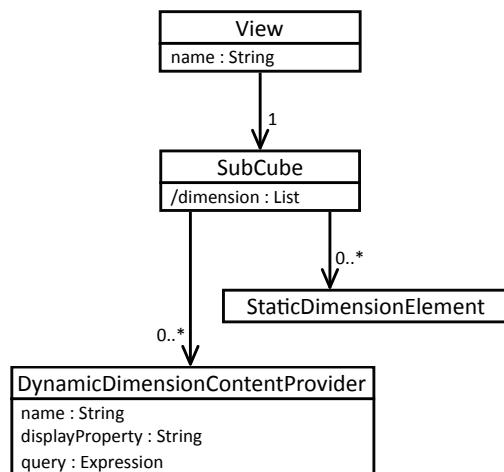 View
name : String
1
SubCube
/dimension : List
0..*
StaticDimensionElement
0..*
DynamicDimensionContentProvider
name : String
displayProperty : String
query : Expression